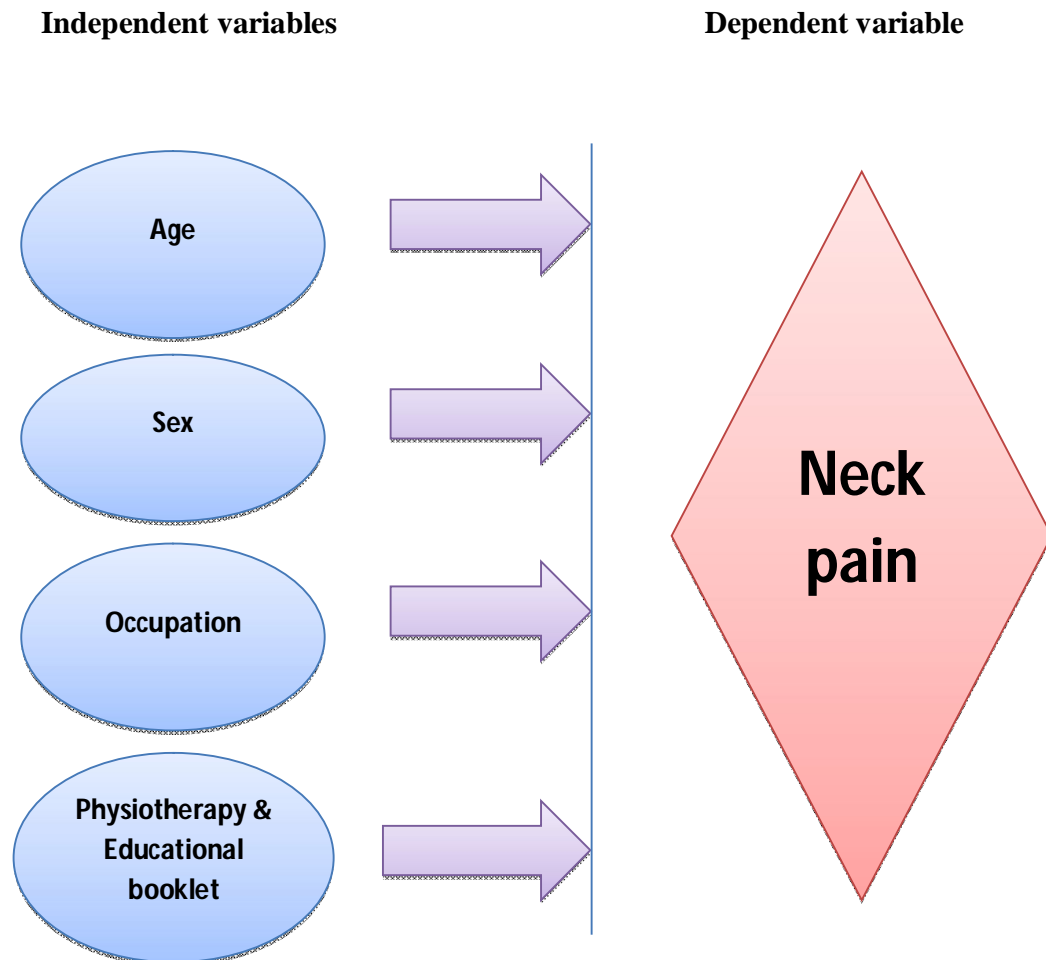 Independent variables
Dependent variable
Age
Sex
Occupation
Physiotherapy &
Educational
booklet
Neck
pain